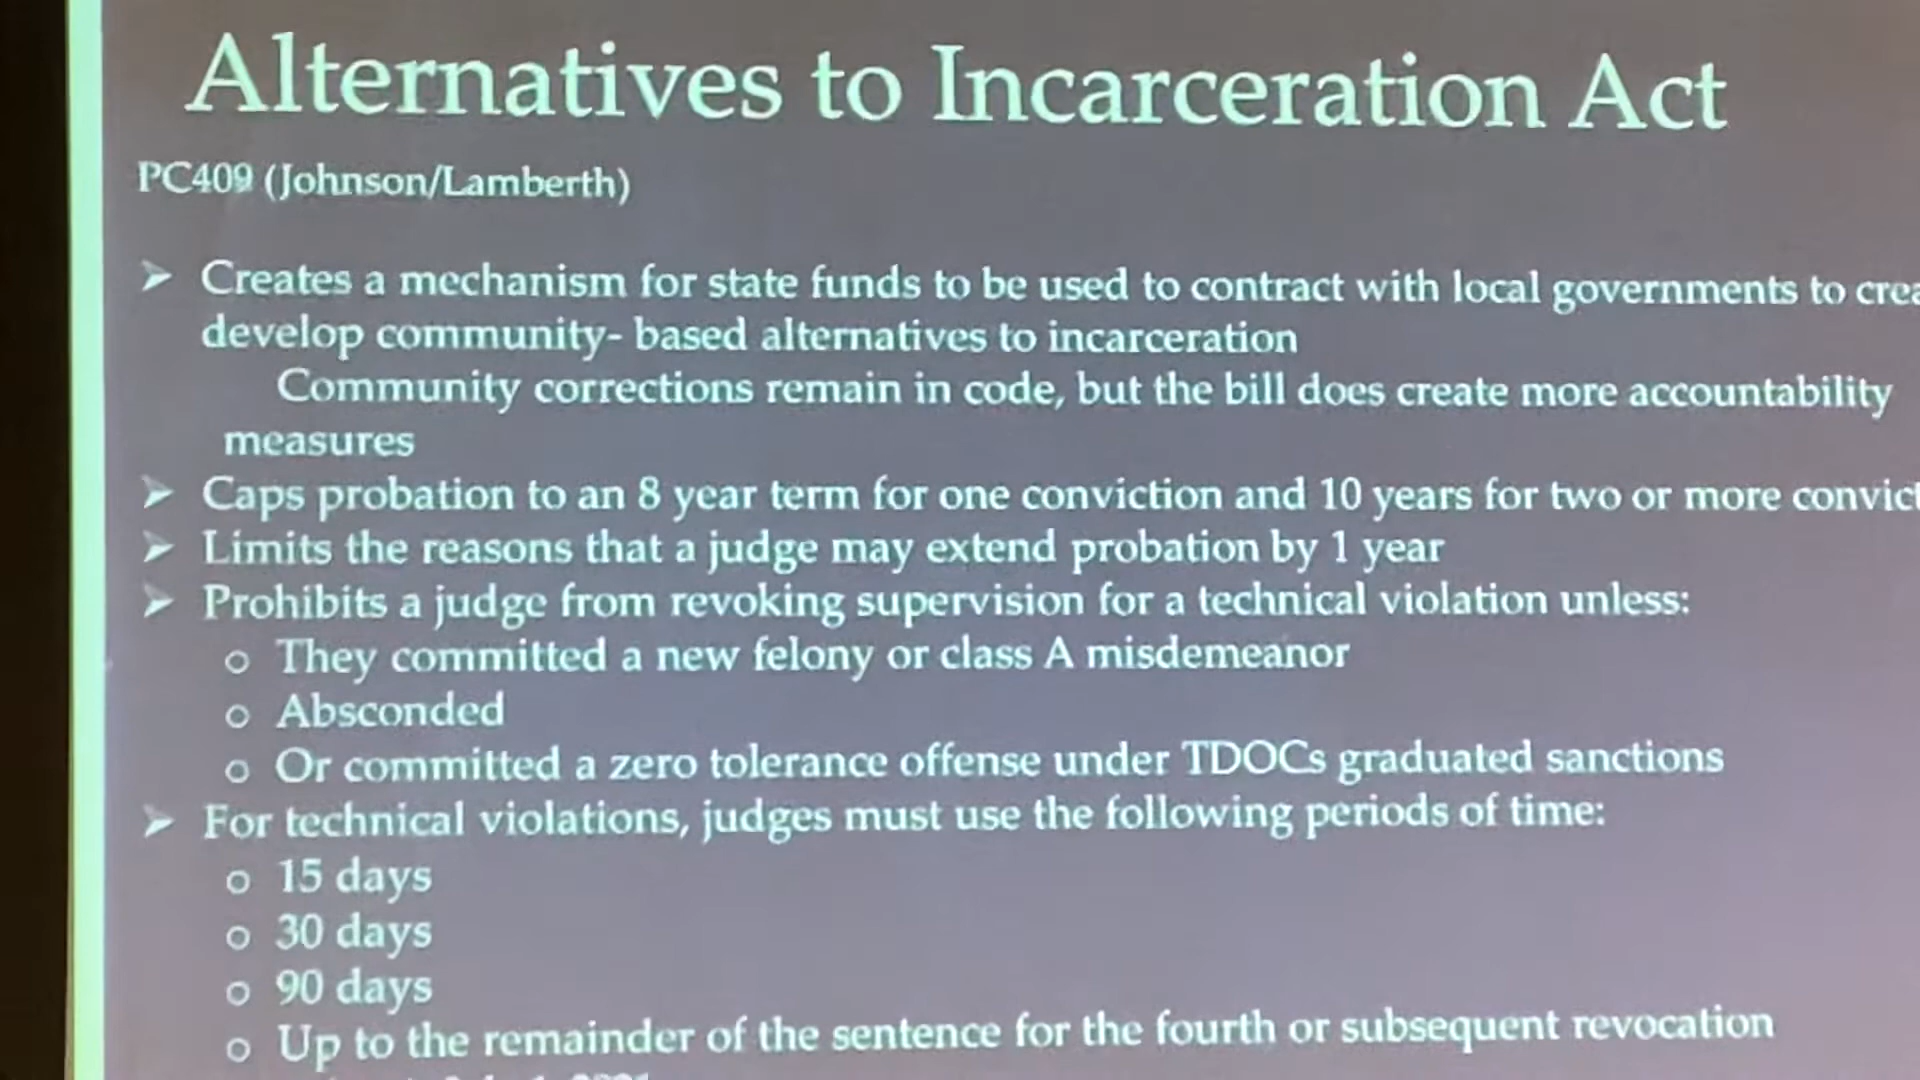 Alternatives to Incarceration Act
PC409 (Johnson/Lamberth)
➢ Creates a mechanism for state funds to be used to contract with local governments to
develop community- based alternatives to incarceration
Community corrections remain in code, but the bill does create more accountability
measures
➢ Caps probation to an 8 year term for one conviction and 10 years for two or more
➢ Limits the reasons that a judge may extend probation by 1 year
➢ Prohibits a judge from revoking supervision for a technical violation unless:
o They committed a new felony or class A misdemeanor
o Absconded
o Or committed a zero tolerance offense under TDOCs graduated sanctions
➢ For technical violations, judges must use the following periods of time:
o 15 days
o 30 days
o 90 days
o Up to the remainder of the sentence for the fourth or subsequent revocation